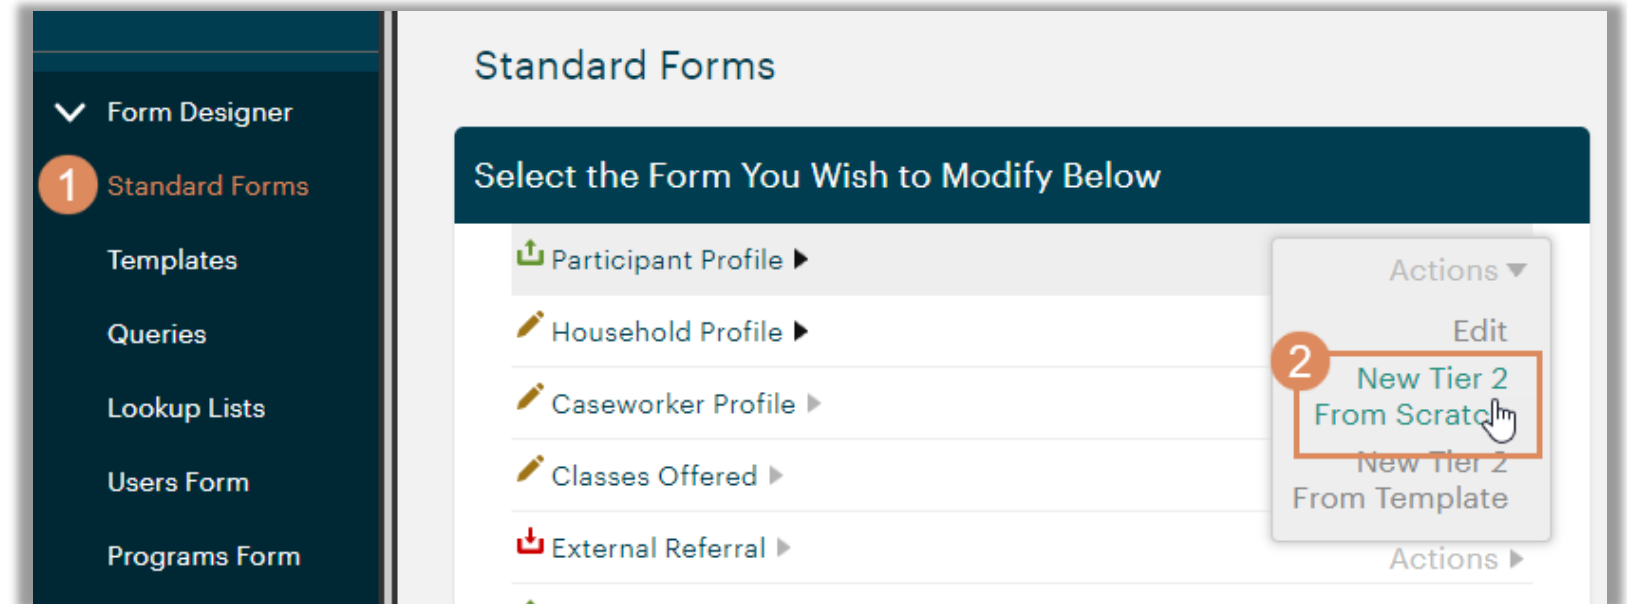 Form Designer
1
Standard Forms
Templates
Queries
Lookup Lists
Users Form
Programs Form
Standard Forms
Select the Form You Wish to Modify Below
Participant Profile
Household Profile
Caseworker Profile
Classes Offered
External Referral
Actions
Edit
2
New Tier 2
From Scratch
New Tier 2
From Template
Actions